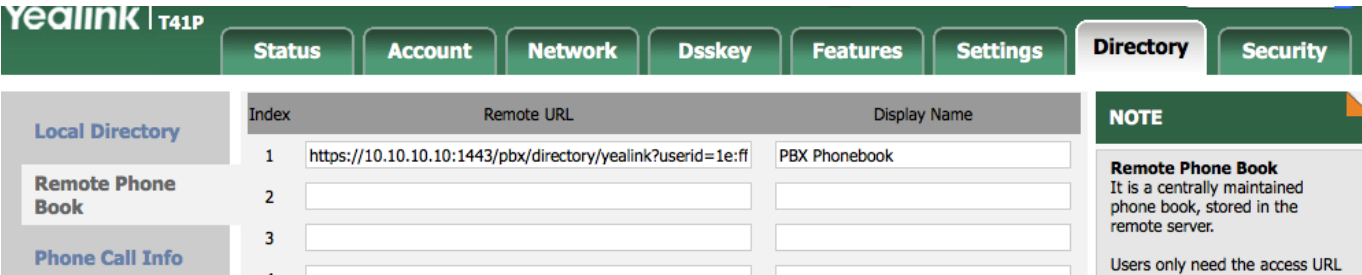 Yealink T41P
Status Account Network Dsskey Features Settings Directory Security
Local Directory
Remote Phone
Book
Phone Call Info
Index Remote URL Display Name
1 https://10.10.10.10:1443/pbx/directory/yealink?userid=1e:ff PBX Phonebook
2
3
NOTE
Remote Phone Book
It is a centrally maintained
phone book, stored in the
remote server.
Users only need the access URL